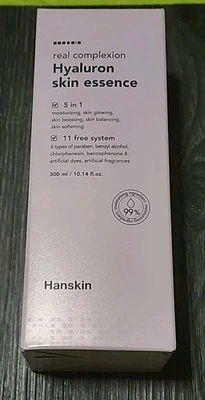 real complexion
Hyaluron
skin essence
5 in 1
moisturizing, skin glowing,
skin boosting, skin balancing,
skin softening
11 free system
6 types of paraben, benzyl alcohol,
chlorphenesin, benzophenone 8,
artificial dyes, artificial fragrances
300 ml / 10.14 fl.oz.
99%
Hanskin